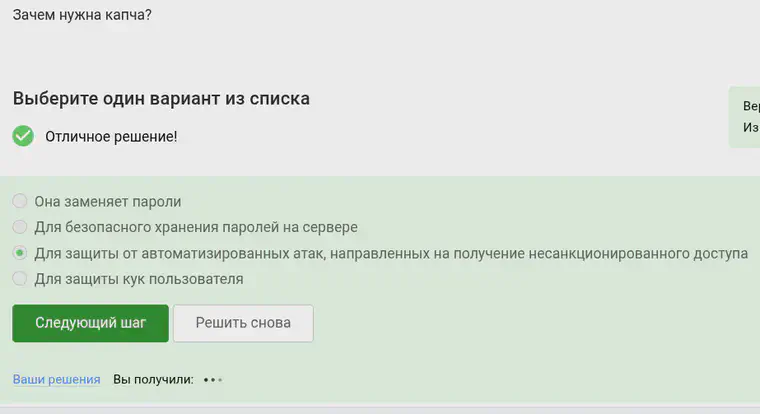 Зачем нужна капча?
Выберите один вариант из списка
Отличное решение!
Ве
Из
Она заменяет пароли
Для безопасного хранения паролей на сервере
Для защиты от автоматизированных атак, направленных на получение несанкционированного доступа
Для защиты кук пользователя
Следующий шаг
Решить снова
Ваши решения Вы получили: